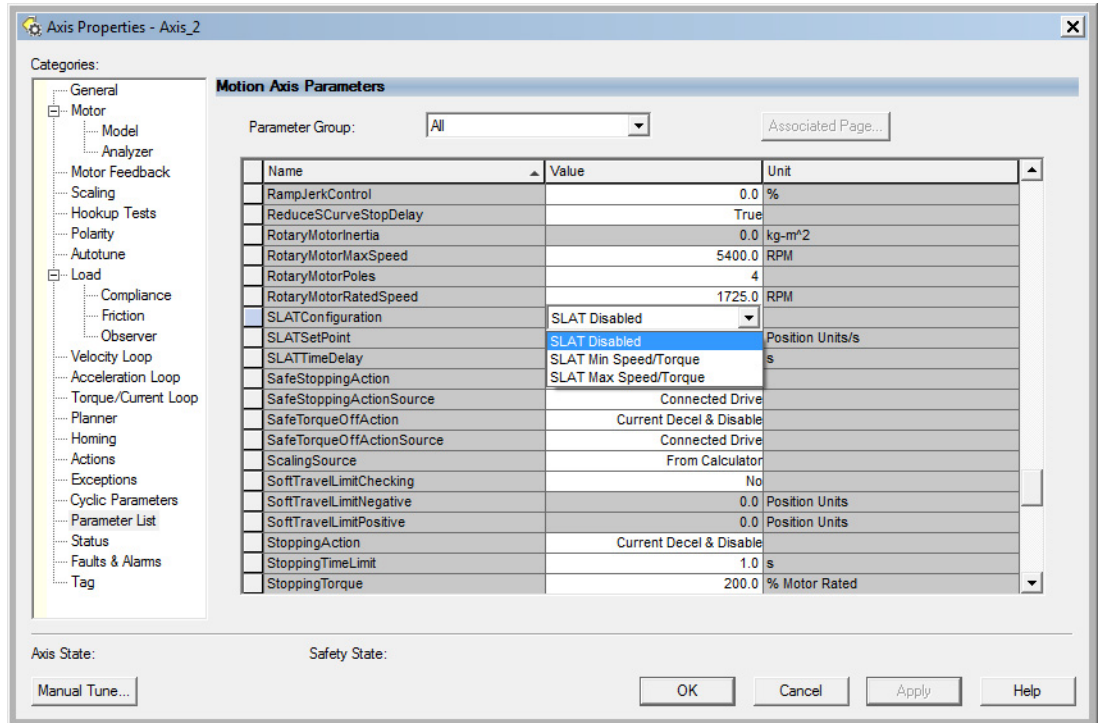 Axis Properties - Axis_2
Categories:
General
Motor
Model
Analyzer
Motor Feedback
Scaling
Hookup Tests
Polarity
Autotune
Load
Compliance
Friction
Observer
Velocity Loop
Acceleration Loop
Torque/Current Loop
Planner
Homing
Actions
Exceptions
Cyclic Parameters
Parameter List
Status
Faults & Alarms
Tag
Motion Axis Parameters
Parameter Group: All Associated Page...
Name Value Unit
RampJerkControl 0.0 %
ReduceSCurveStopDelay True
RotaryMotorInertia 0.0 kg-m^2
RotaryMotorMaxSpeed 5400.0 RPM
RotaryMotorPoles 4
RotaryMotorRatedSpeed 1725.0 RPM
SLATConfiguration SLAT Disabled
SLATSetPoint SLAT Disabled Position Units/s
SLATTimeDelay SLAT Min Speed/Torque s
SafeStoppingAction SLAT Max Speed/Torque
SafeStoppingActionSource Connected Drive
SafeTorqueOffAction Current Decel & Disable
SafeTorqueOffActionSource Connected Drive
ScalingSource From Calculator
SoftTravelLimitChecking No
SoftTravelLimitNegative 0.0 Position Units
SoftTravelLimitPositive 0.0 Position Units
StoppingAction Current Decel & Disable
StoppingTimeLimit 1.0 s
StoppingTorque 200.0 % Motor Rated
Axis State: Safety State:
Manual Tune... OK Cancel Apply Help